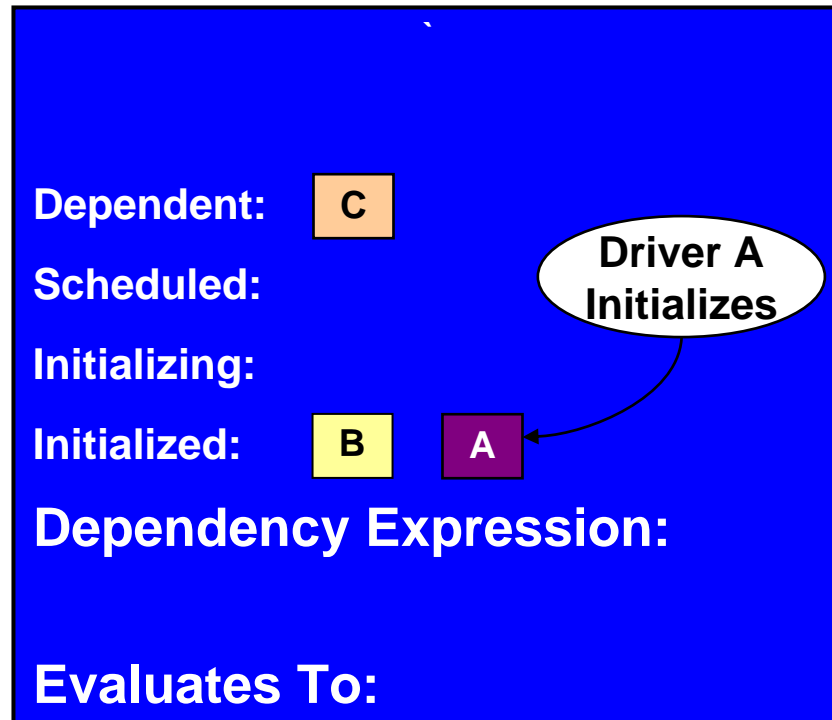 `
Dependent: C
Driver A
Initializes
Scheduled:
Initializing:
Initialized: B A
Dependency Expression:
Evaluates To: